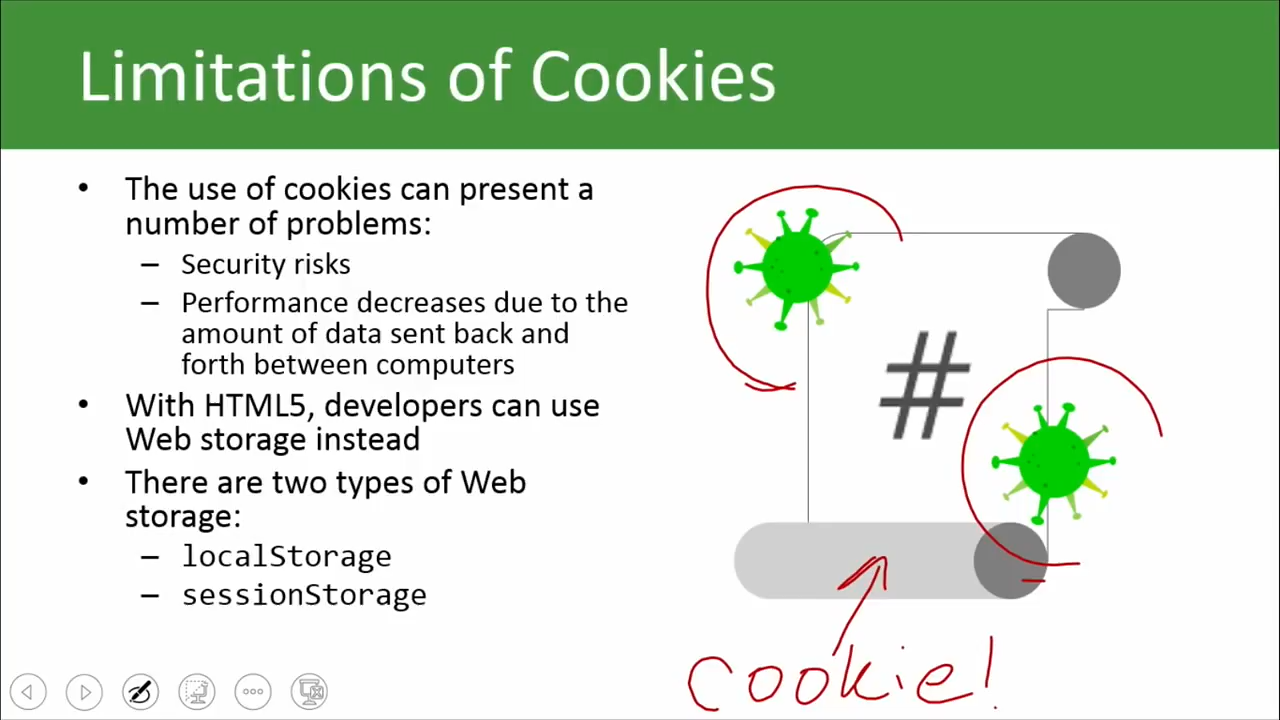 Limitations of Cookies
• The use of cookies can present a
number of problems:
– Security risks
– Performance decreases due to the
amount of data sent back and
forth between computers
• With HTML5, developers can use
Web storage instead
• There are two types of Web
storage:
– localStorage
– sessionStorage
#
cookie!